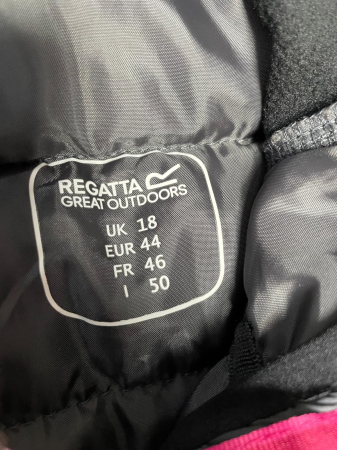 REGATTA
GREAT OUTDOORS
UK 18
EUR 44
FR 46
I 50